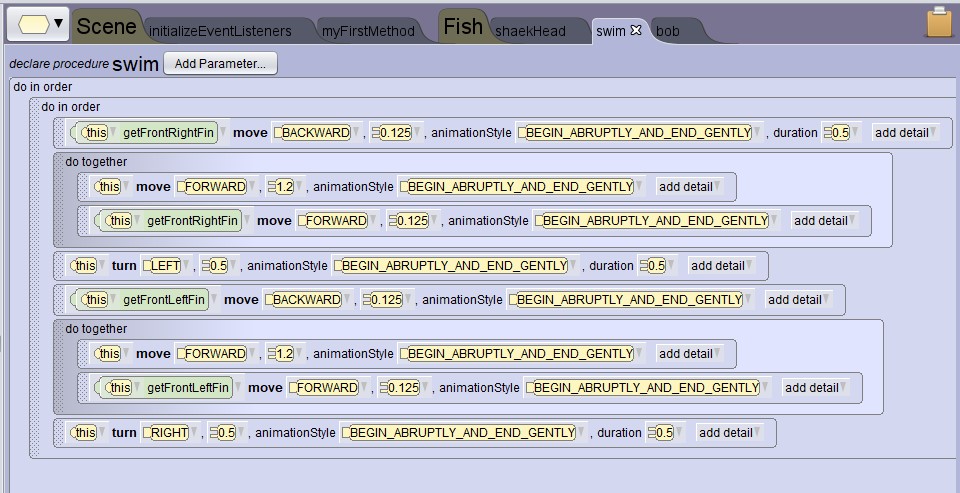 Scene initializeEventListeners myFirstMethod Fish shaekHead swim bob
declare procedure swim Add Parameter...
do in order
do in order
this getFrontRightFin move BACKWARD , 0.125 , animationStyle BEGIN_ABRUPTLY_AND_END_GENTLY , duration 0.5 add detail
do together
this move FORWARD , 1.2 , animationStyle BEGIN_ABRUPTLY_AND_END_GENTLY add detail
this getFrontRightFin move FORWARD , 0.125 , animationStyle BEGIN_ABRUPTLY_AND_END_GENTLY add detail
this turn LEFT , 0.5 , animationStyle BEGIN_ABRUPTLY_AND_END_GENTLY , duration 0.5 add detail
this getFrontLeftFin move BACKWARD , 0.125 , animationStyle BEGIN_ABRUPTLY_AND_END_GENTLY add detail
do together
this move FORWARD , 1.2 , animationStyle BEGIN_ABRUPTLY_AND_END_GENTLY add detail
this getFrontLeftFin move FORWARD , 0.125 , animationStyle BEGIN_ABRUPTLY_AND_END_GENTLY add detail
this turn RIGHT , 0.5 , animationStyle BEGIN_ABRUPTLY_AND_END_GENTLY , duration 0.5 add detail